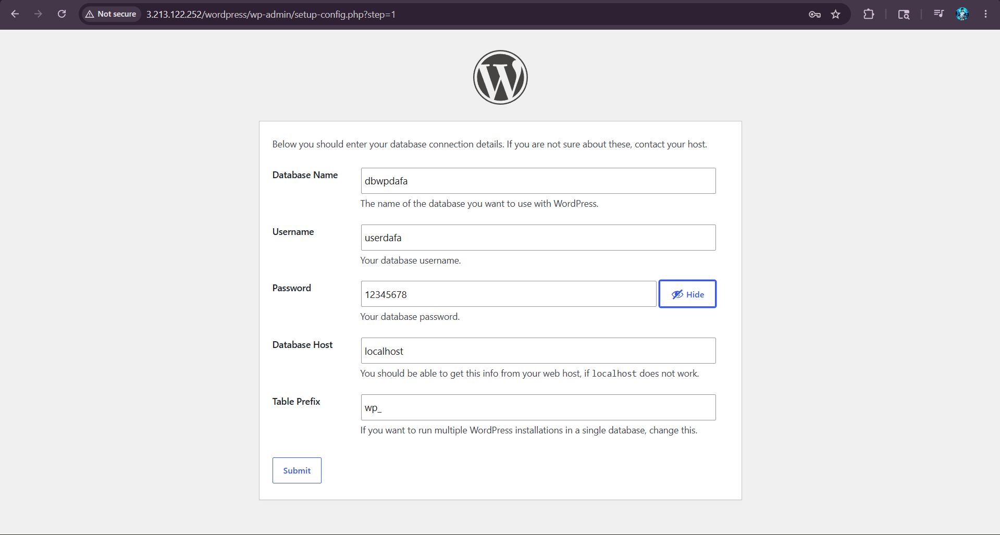 Not secure 3.213.122.252/wordpress/wp-admin/setup-config.php?step=1
Below you should enter your database connection details. If you are not sure about these, contact your host.
Database Name
dbwpdafa
The name of the database you want to use with WordPress.
Username
userdafa
Your database username.
Password
12345678
Hide
Your database password.
Database Host
localhost
You should be able to get this info from your web host, if localhost does not work.
Table Prefix
wp_
If you want to run multiple WordPress installations in a single database, change this.
Submit